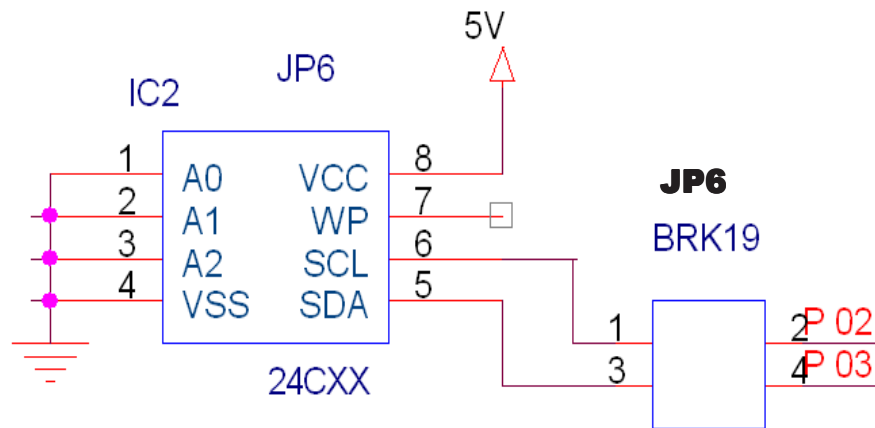 5V
JP6
IC2
1 A0 VCC 8
2 A1 WP 7
3 A2 SCL 6
4 VSS SDA 5
24CXX
JP6
BRK19
1 2 P 02
3 4 P 03